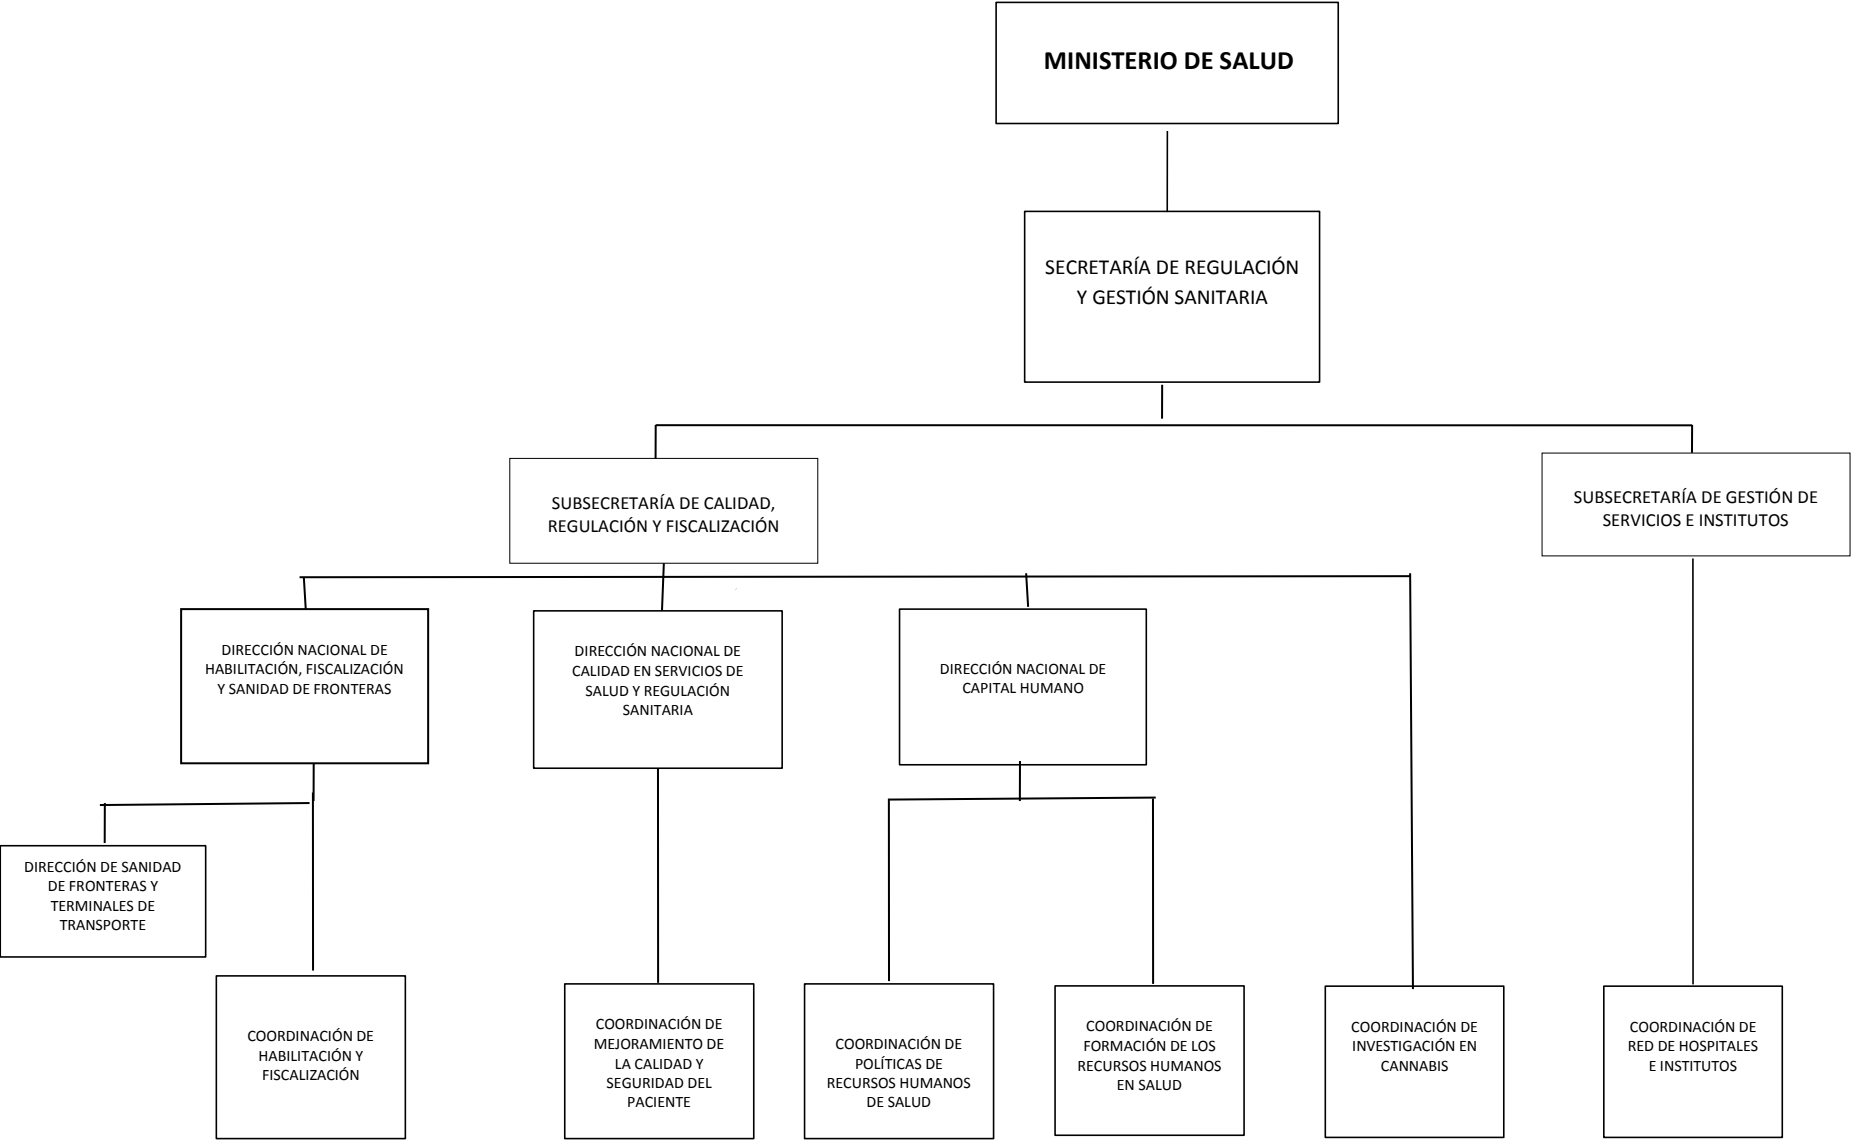 MINISTERIO DE SALUD
SECRETARÍA DE REGULACIÓN
Y GESTIÓN SANITARIA
SUBSECRETARÍA DE CALIDAD,
REGULACIÓN Y FISCALIZACIÓN
SUBSECRETARÍA DE GESTIÓN DE
SERVICIOS E INSTITUTOS
DIRECCIÓN NACIONAL DE
HABILITACIÓN, FISCALIZACIÓN
Y SANIDAD DE FRONTERAS
DIRECCIÓN NACIONAL DE
CALIDAD EN SERVICIOS DE
SALUD Y REGULACIÓN
SANITARIA
DIRECCIÓN NACIONAL DE
CAPITAL HUMANO
DIRECCIÓN DE SANIDAD
DE FRONTERAS Y
TERMINALES DE
TRANSPORTE
COORDINACIÓN DE
HABILITACIÓN Y
FISCALIZACIÓN
COORDINACIÓN DE
MEJORAMIENTO DE
LA CALIDAD Y
SEGURIDAD DEL
PACIENTE
COORDINACIÓN DE
POLÍTICAS DE
RECURSOS HUMANOS
DE SALUD
COORDINACIÓN DE
FORMACIÓN DE LOS
RECURSOS HUMANOS
EN SALUD
COORDINACIÓN DE
INVESTIGACIÓN EN
CANNABIS
COORDINACIÓN DE
RED DE HOSPITALES
E INSTITUTOS